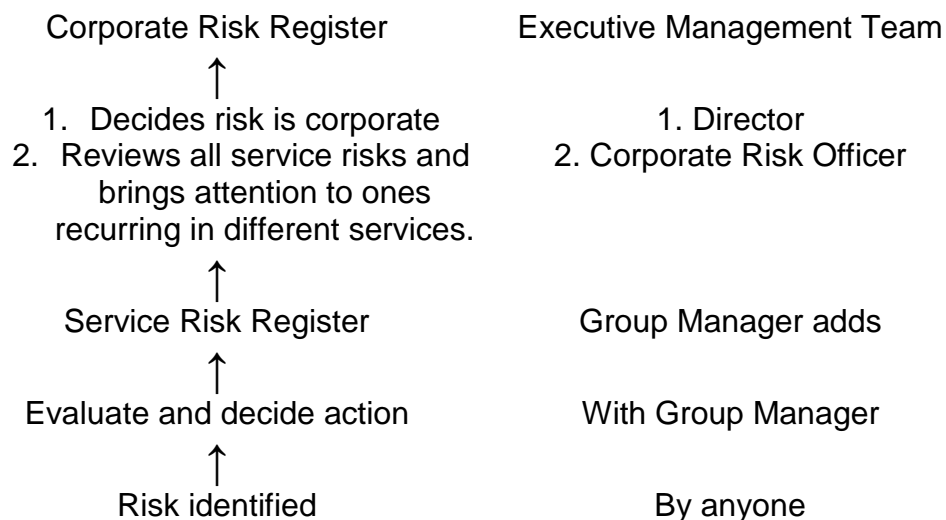 Corporate Risk Register Executive Management Team
↑
1. Decides risk is corporate 1. Director
2. Reviews all service risks and 2. Corporate Risk Officer
brings attention to ones
recurring in different services.
↑
Service Risk Register Group Manager adds
↑
Evaluate and decide action With Group Manager
↑
Risk identified By anyone